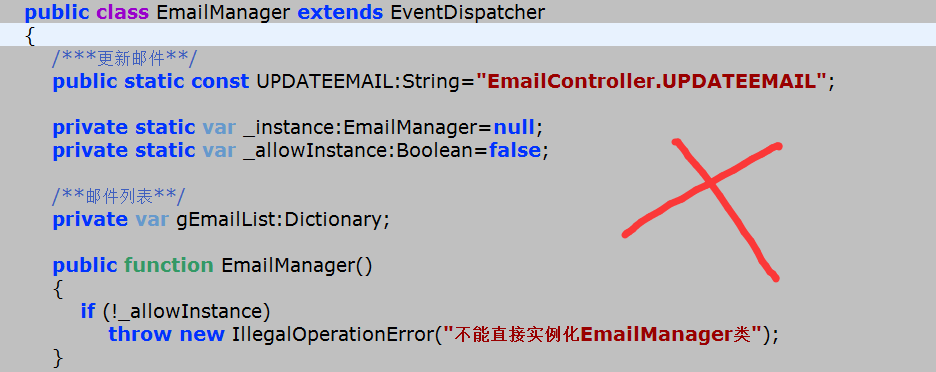 public class EmailManager extends EventDispatcher
{
/***更新邮件**/
public static const UPDATEEMAIL:String="EmailController.UPDATEEMAIL";
private static var _instance:EmailManager=null;
private static var _allowInstance:Boolean=false;
/**邮件列表**/
private var gEmailList:Dictionary;
public function EmailManager()
{
if (!_allowInstance)
throw new IllegalOperationError("不能直接实例化EmailManager类");
}